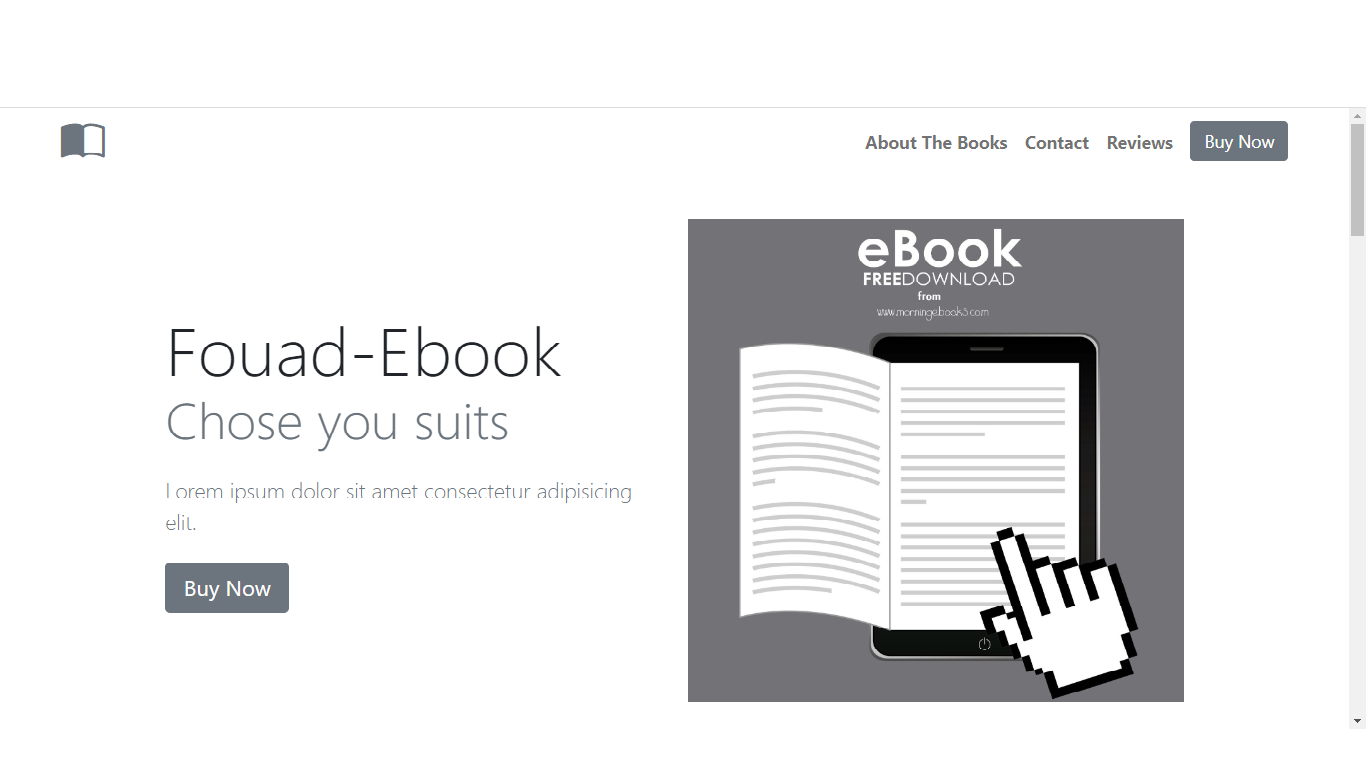 About The Books Contact Reviews Buy Now
eBook
FREEDOWNLOAD
from
www.morningebooks.com
Fouad-Ebook
Chose you suits
Lorem ipsum dolor sit amet consectetur adipisicing
elit.
Buy Now